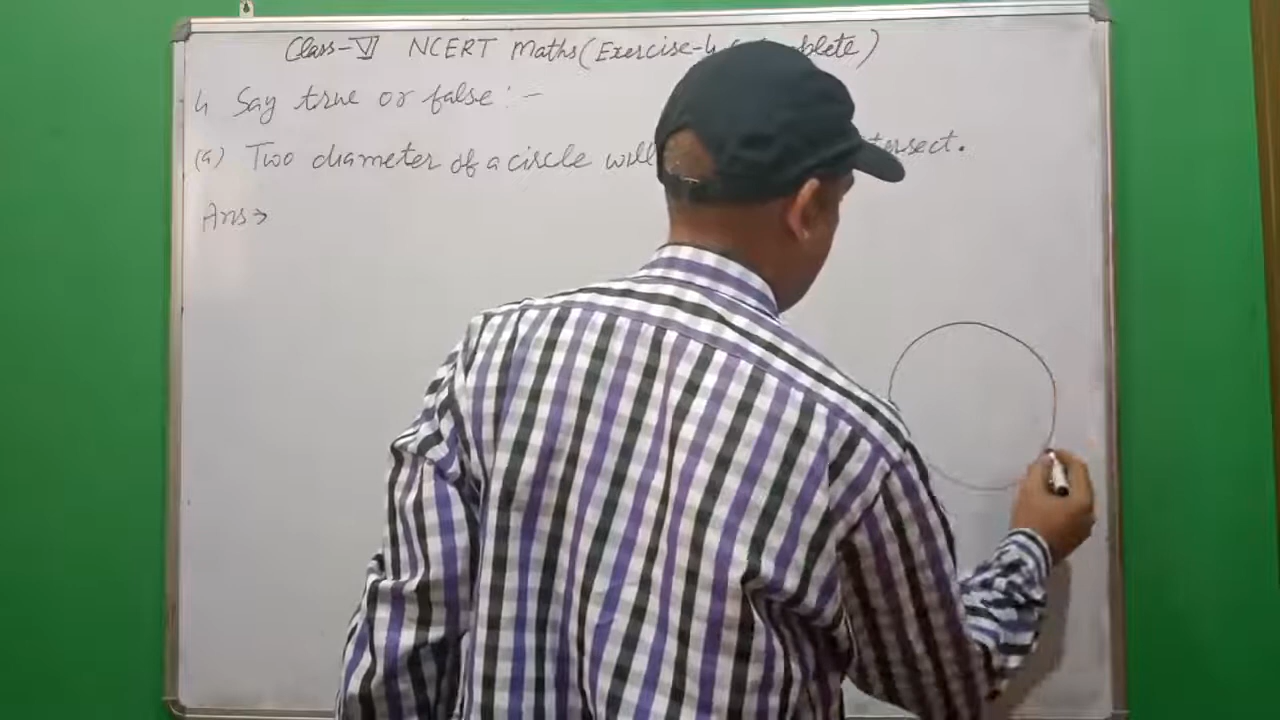 Class-VI NCERT Maths (Exercise-4
4 Say true or false:-
(a) Two diameter of a circle will
Ans→